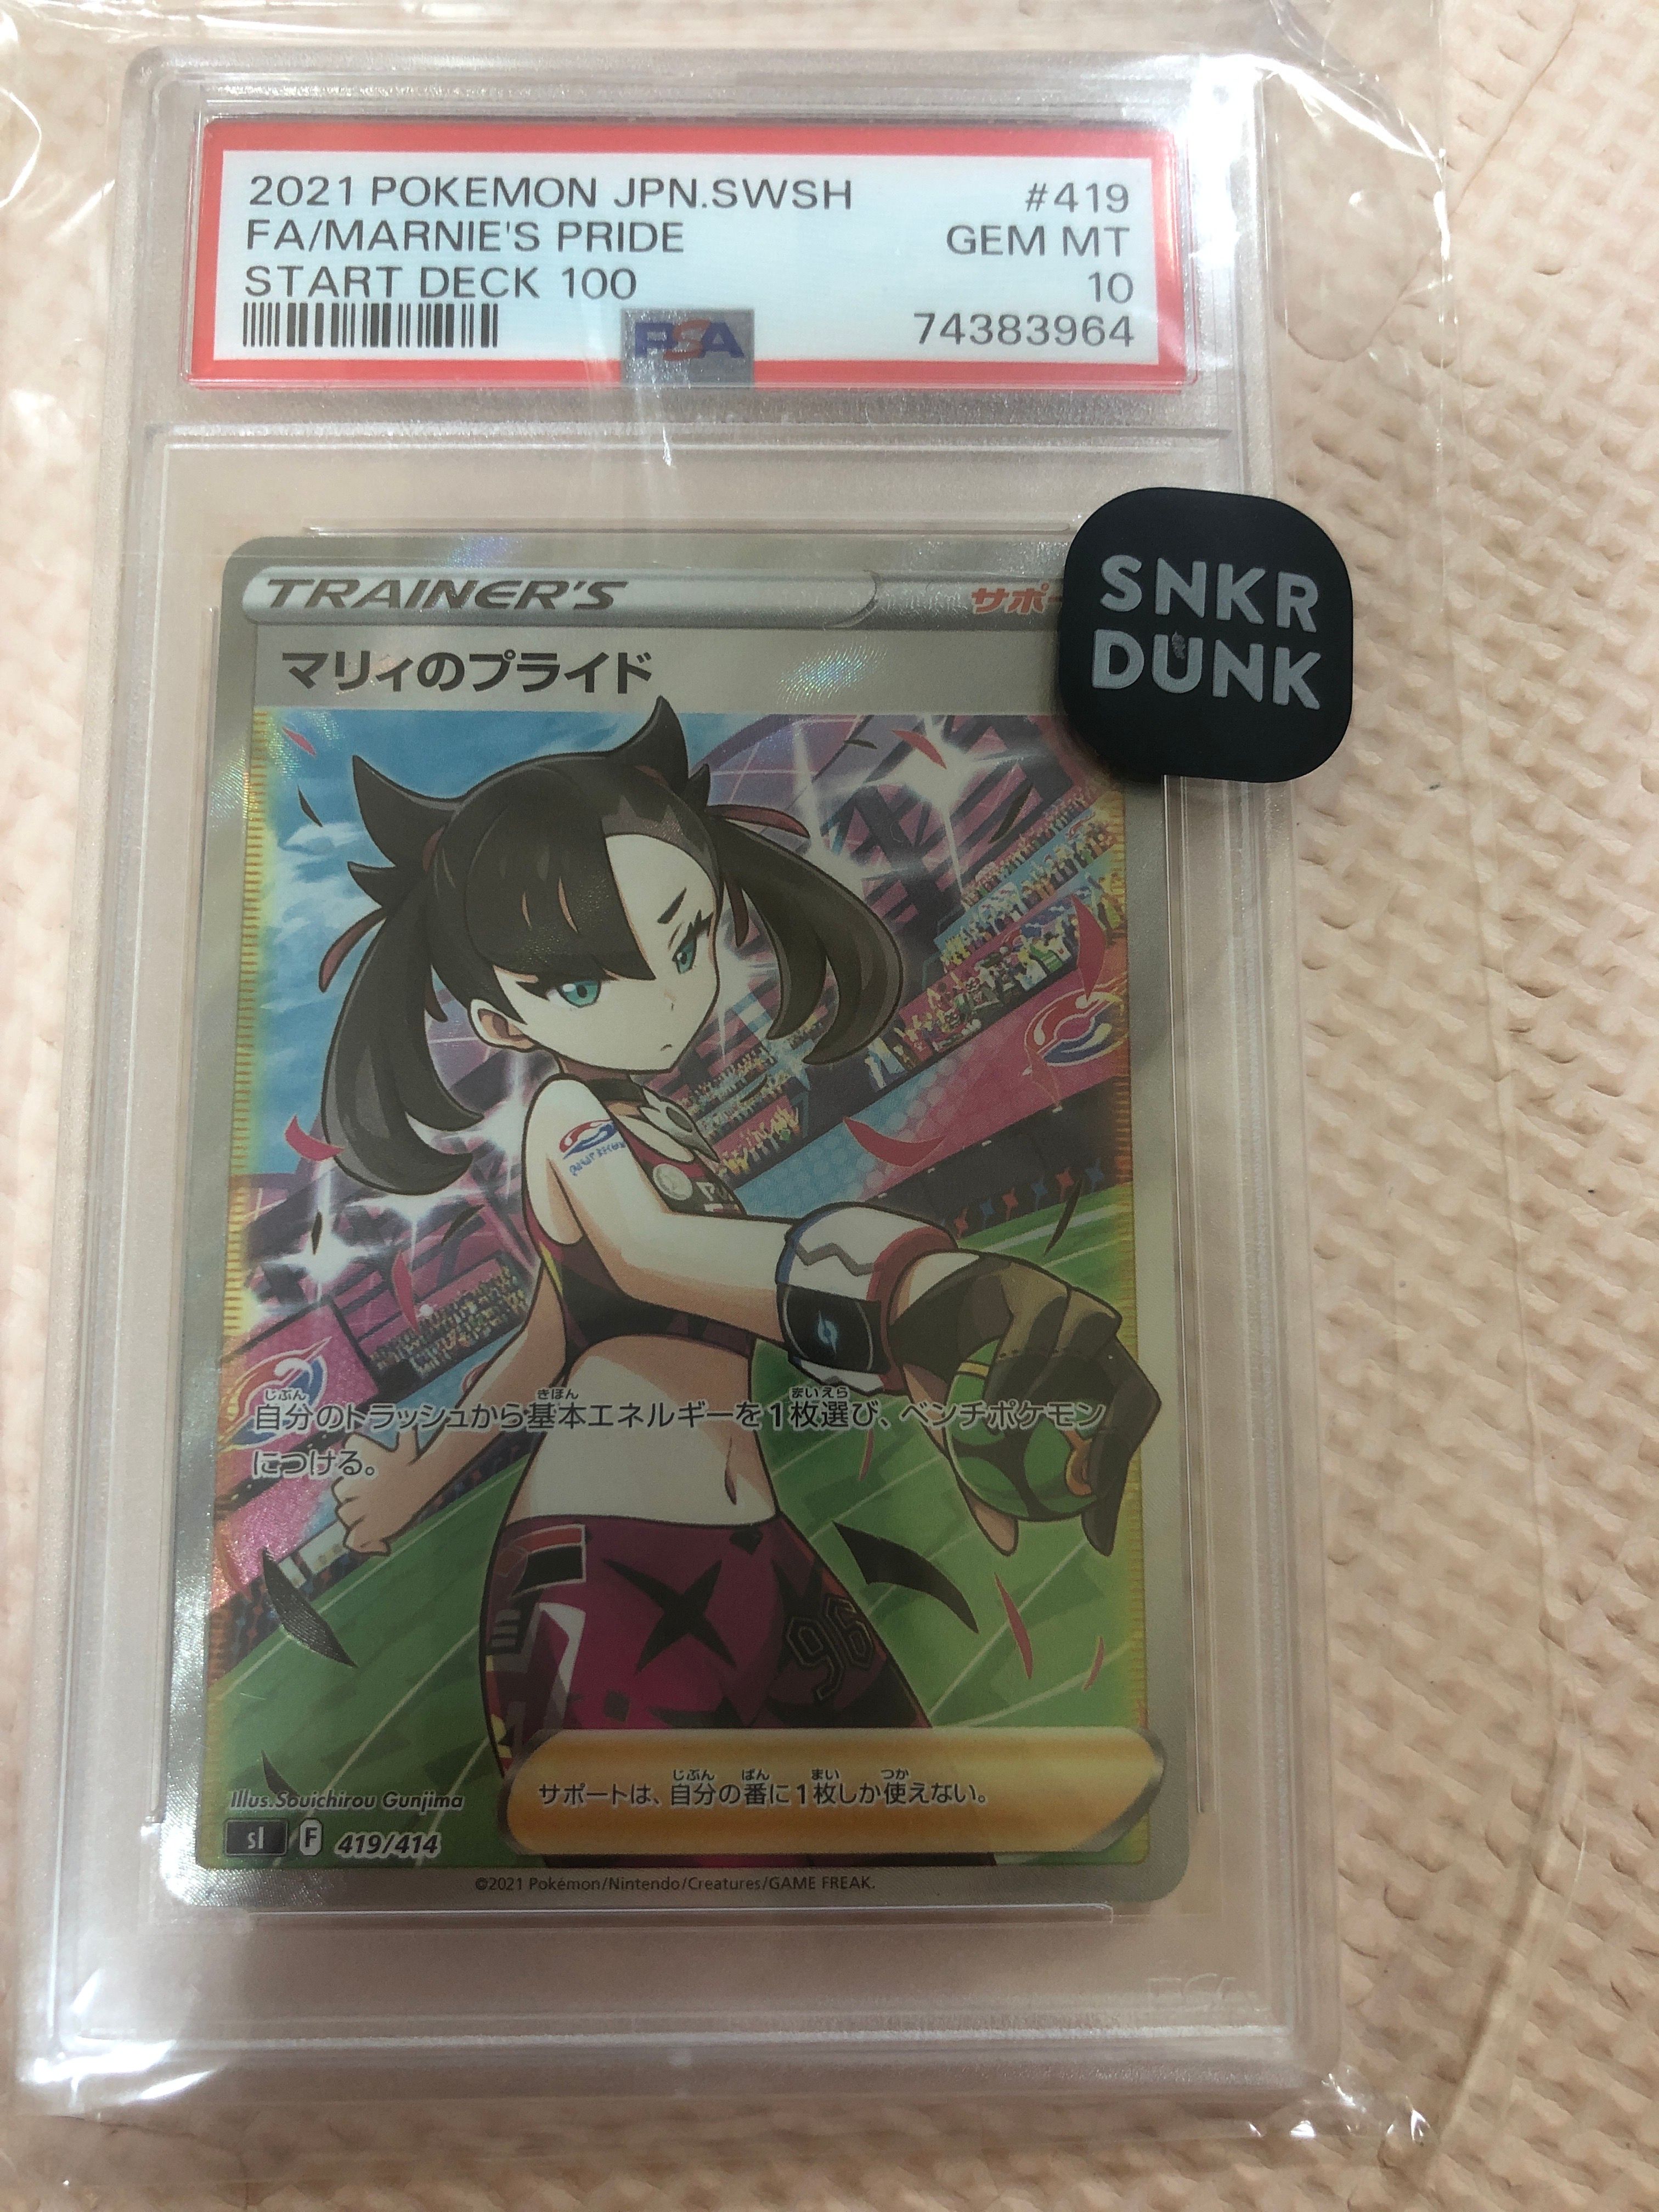 2021 POKEMON JPN.SWSH #419
FA/MARNIE'S PRIDE GEM MT
START DECK 100 10
PSA 74383964
TRAINER'S サポー
SNKR
DUNK
マリィのプライド
96
じぶん きほん まいえら
自分のトラッシュから基本エネルギーを1枚選び、ベンチポケモン
につける。
じぶん ばん まい つか
サポートは、自分の番に1枚しか使えない。
Illus.Souichirou Gunjima
sI F 419/414
©2021 Pokémon/Nintendo/Creatures/GAME FREAK.